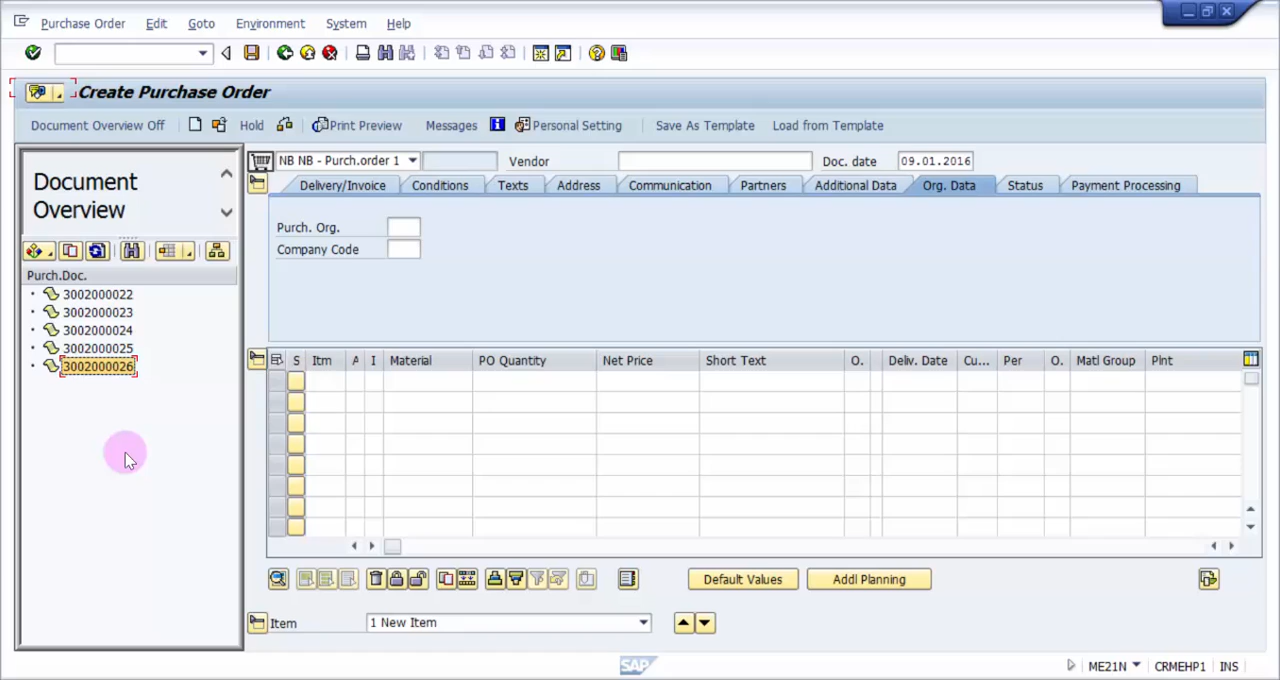 Purchase Order Edit Goto Environment System Help
Create Purchase Order
Document Overview Off Hold Print Preview Messages Personal Setting Save As Template Load from Template
Document
Overview
Purch.Doc.
3002000022
3002000023
3002000024
3002000025
3002000026
NB NB - Purch.order 1 Vendor Doc. date 09.01.2016
Delivery/Invoice Conditions Texts Address Communication Partners Additional Data Org. Data Status Payment Processing
Purch. Org.
Company Code
S Itm A I Material PO Quantity Net Price Short Text O. Deliv. Date Cu... Per O. Matl Group Plnt
Default Values Addl Planning
Item 1 New Item
SAP ME21N CRMEHP1 INS